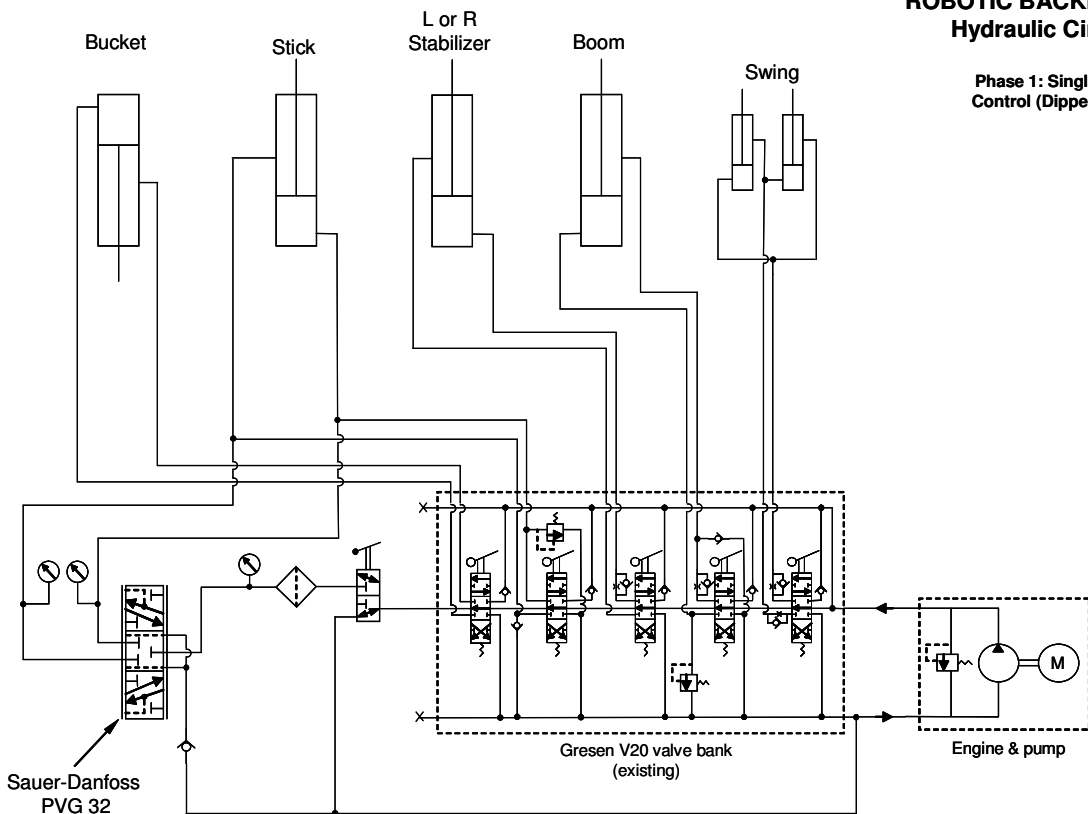 ROBOTIC BACK
Hydraulic Ci
Phase 1: Singl
Control (Dippe
Bucket
Stick
L or R
Stabilizer
Boom
Swing
M
Gresen V20 valve bank
(existing)
Engine & pump
Sauer-Danfoss
PVG 32